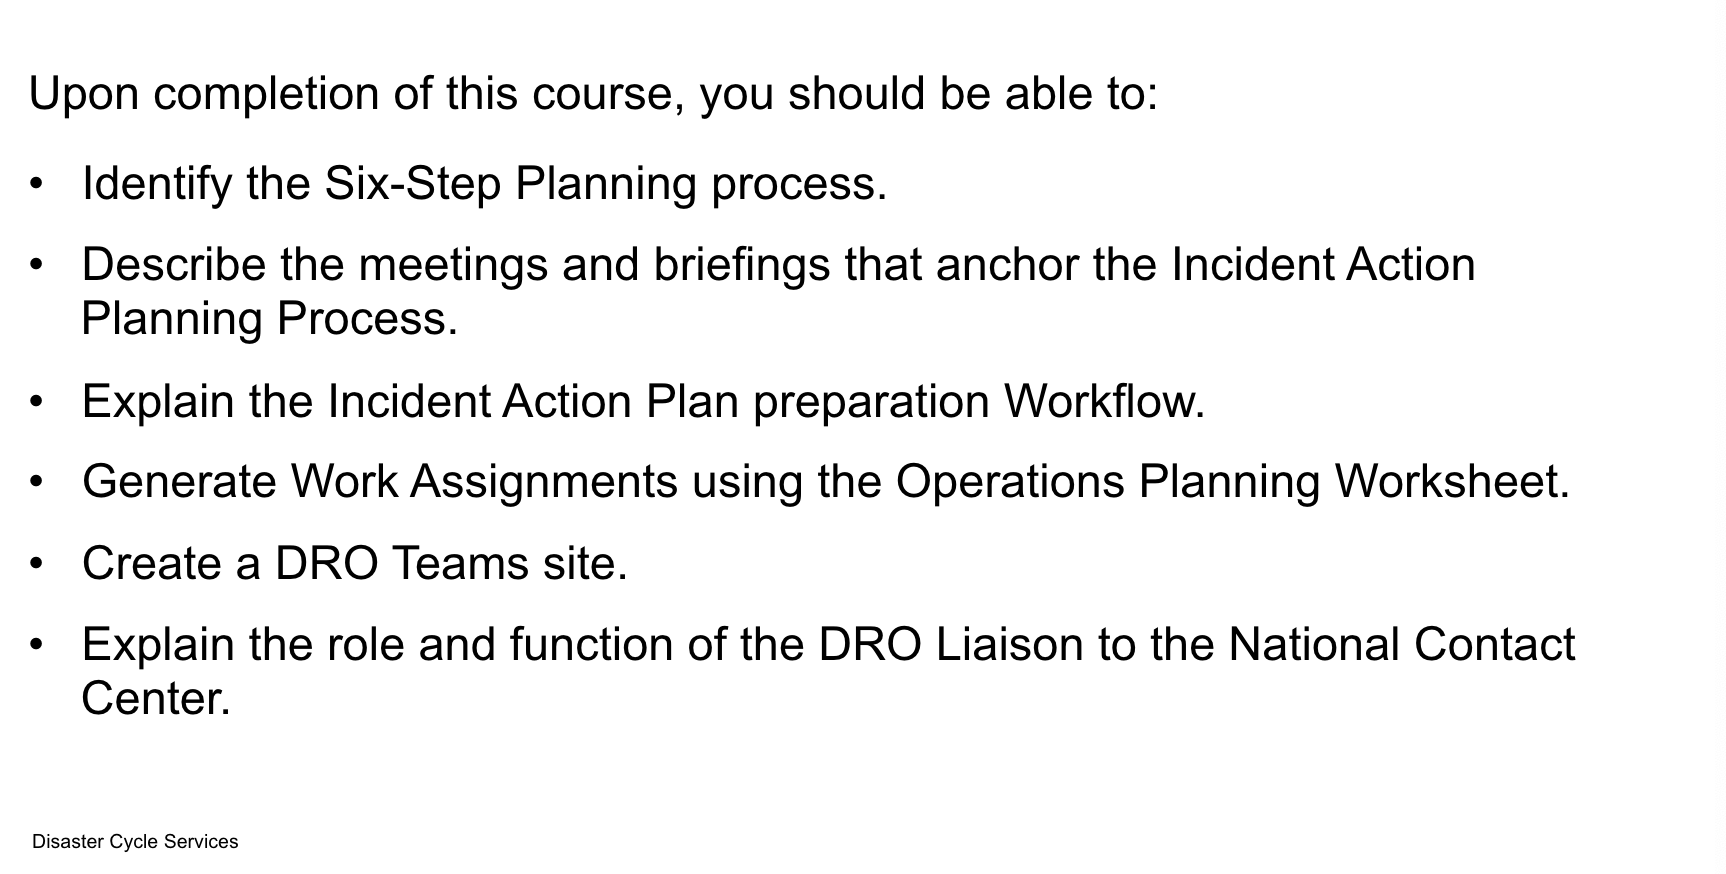 Upon completion of this course, you should be able to:
• Identify the Six-Step Planning process.
• Describe the meetings and briefings that anchor the Incident Action
Planning Process.
• Explain the Incident Action Plan preparation Workflow.
• Generate Work Assignments using the Operations Planning Worksheet.
• Create a DRO Teams site.
• Explain the role and function of the DRO Liaison to the National Contact
Center.
Disaster Cycle Services